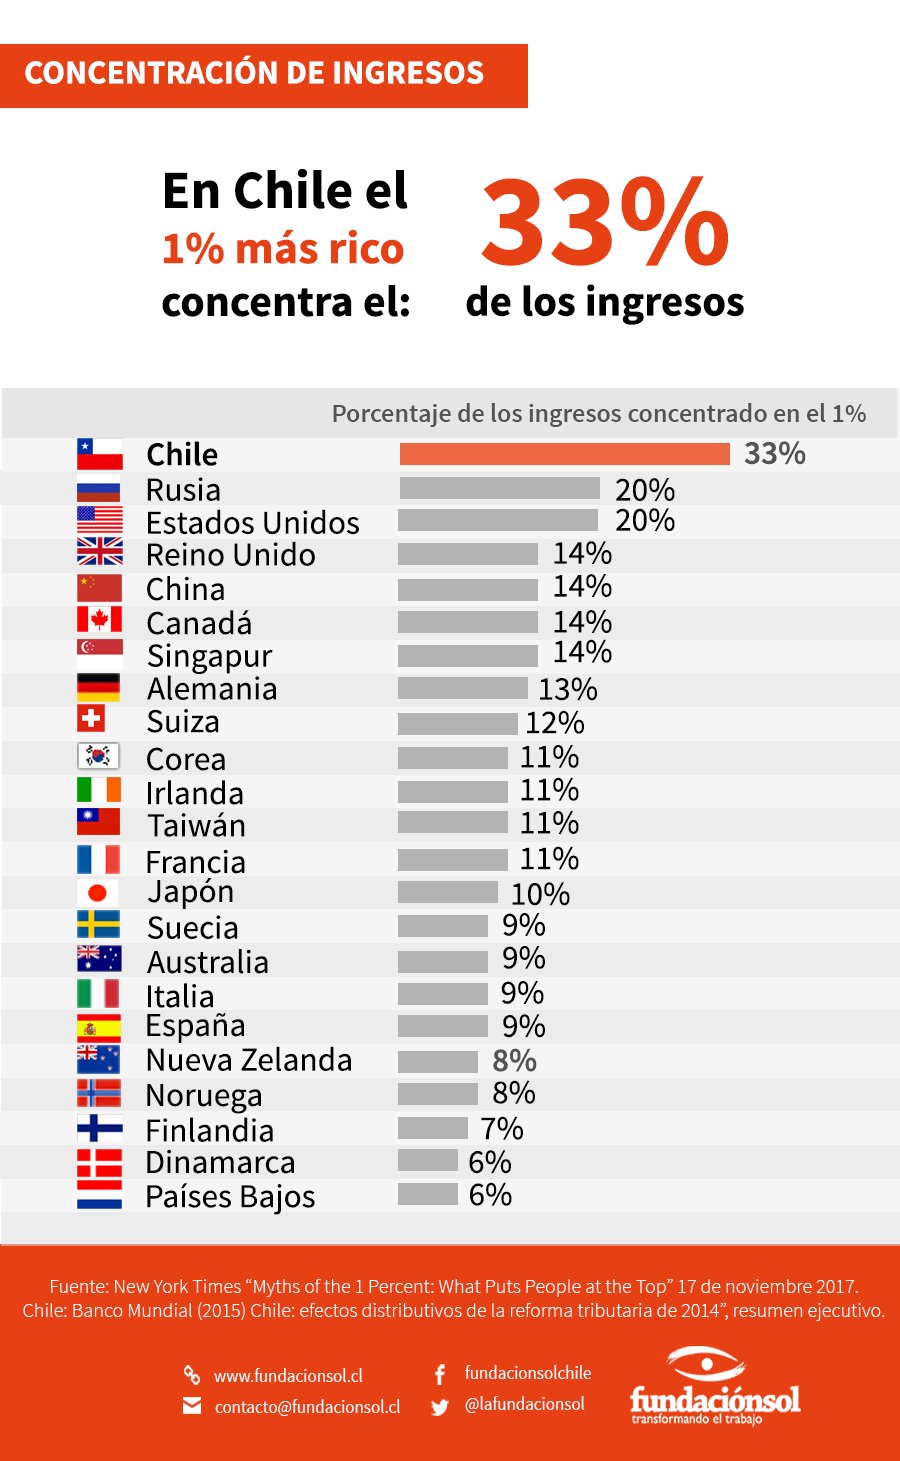 CONCENTRACIÓN DE INGRESOS
En Chile el
1% más rico
concentra el:
33%
de los ingresos
Porcentaje de los ingresos concentrado en el 1%
Chile 33%
Rusia 20%
Estados Unidos 20%
Reino Unido 14%
China 14%
Canadá 14%
Singapur 14%
Alemania 13%
Suiza 12%
Corea 11%
Irlanda 11%
Taiwán 11%
Francia 11%
Japón 10%
Suecia 9%
Australia 9%
Italia 9%
España 9%
Nueva Zelanda 8%
Noruega 8%
Finlandia 7%
Dinamarca 6%
Países Bajos 6%
Fuente: New York Times “Myths of the 1 Percent: What Puts People at the Top” 17 de noviembre 2017.
Chile: Banco Mundial (2015) Chile: efectos distributivos de la reforma tributaria de 2014”, resumen ejecutivo.
www.fundacionsol.cl
fundacionsolchile
contacto@fundacionsol.cl
@lafundacionsol
fundaciónsol
transformando el trabajo